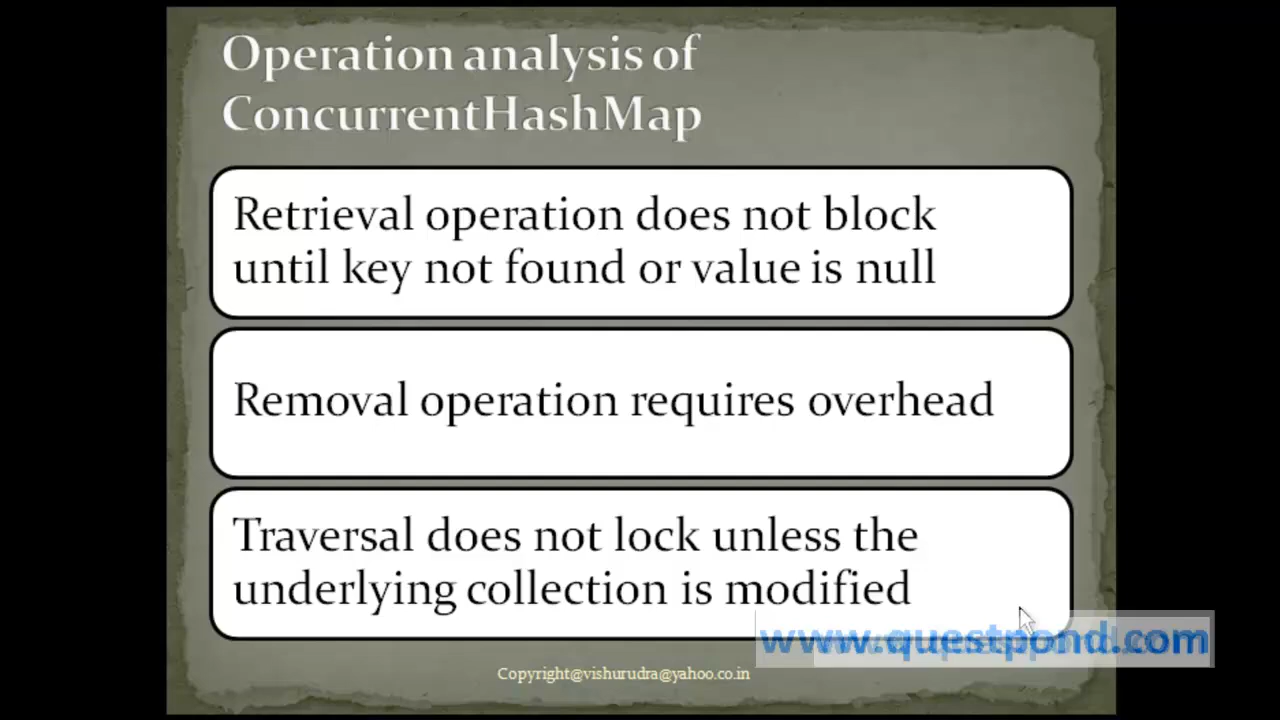 Operation analysis of
ConcurrentHashMap
Retrieval operation does not block
until key not found or value is null
Removal operation requires overhead
Traversal does not lock unless the
underlying collection is modified
www.questpond.com
Copyright@vishurudra@yahoo.co.in